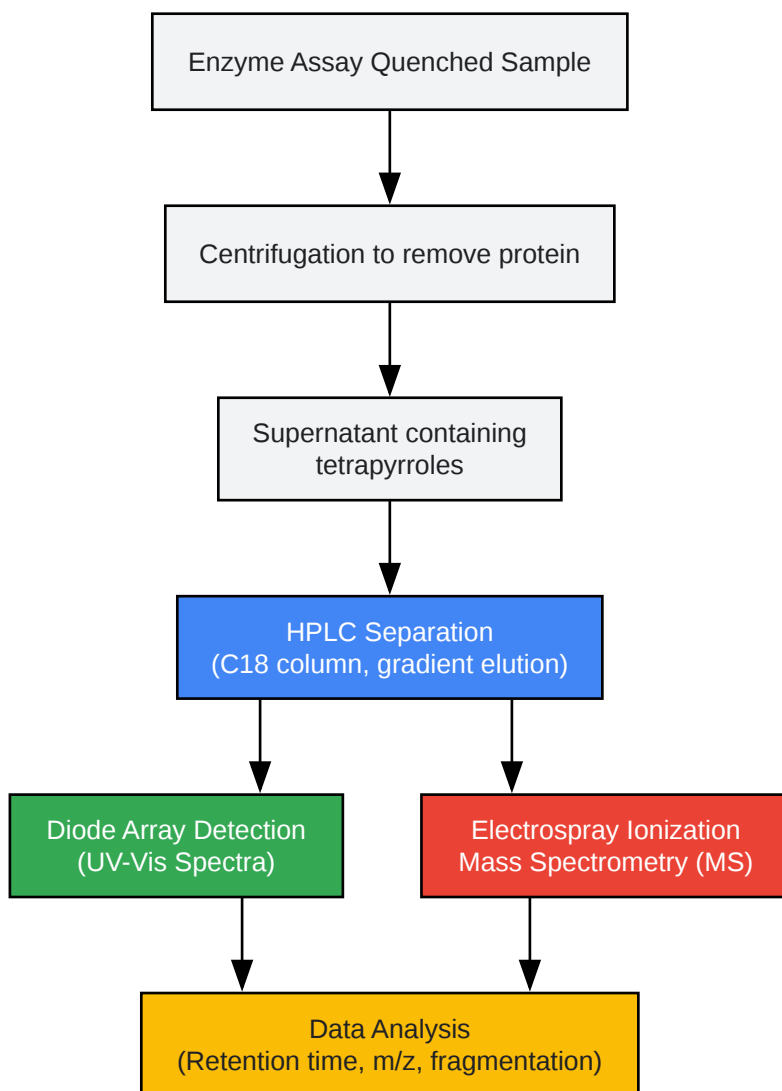 Enzyme Assay Quenched Sample
Centrifugation to remove protein
Supernatant containing
tetrapyrroles
HPLC Separation
(C18 column, gradient elution)
Diode Array Detection
(UV-Vis Spectra)
Electrospray Ionization
Mass Spectrometry (MS)
Data Analysis
(Retention time, m/z, fragmentation)